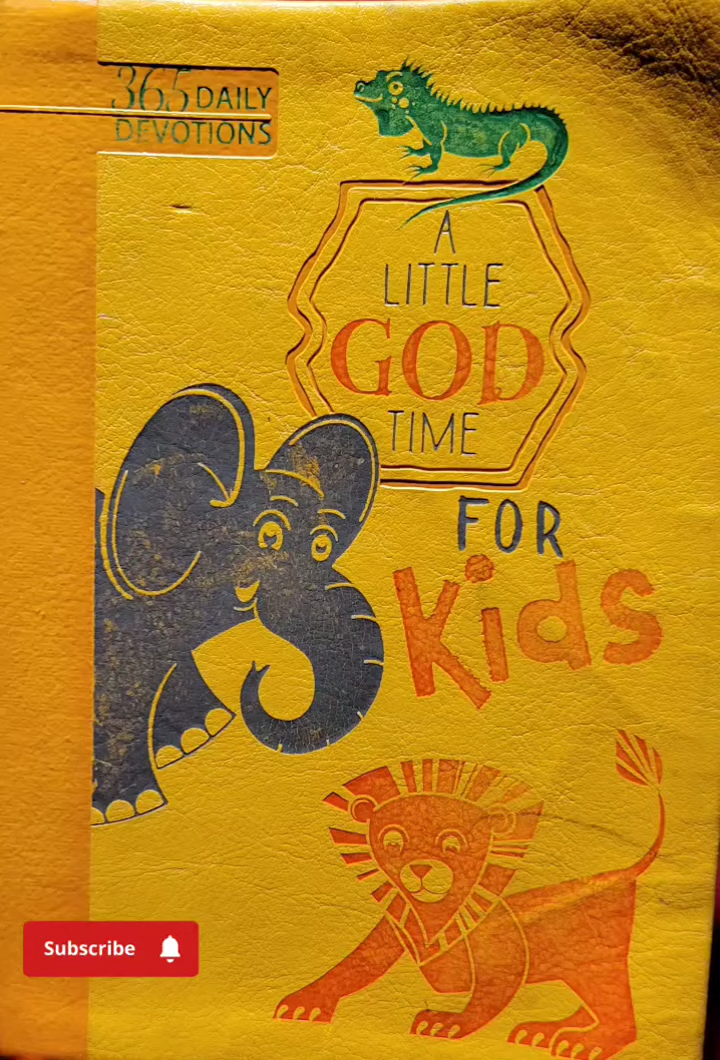 365 DAILY
DEVOTIONS
A
LITTLE
GOD
TIME
FOR
Kids
Subscribe